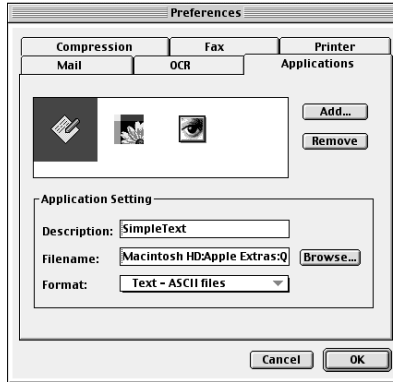 Preferences
Compression Fax Printer
Mail OCR Applications
Add...
Remove
Application Setting
Description: SimpleText
Filename: Macintosh HD:Apple Extras:Q Browse...
Format: Text - ASCII files
Cancel OK